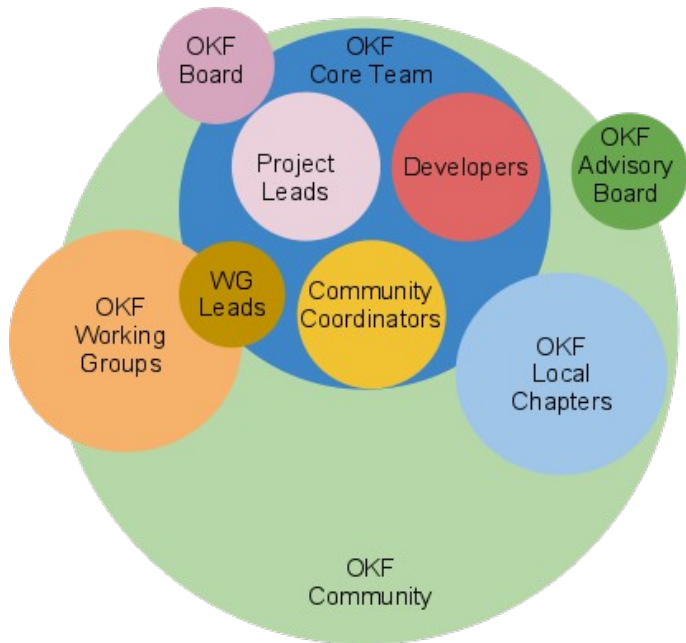 OKF
Board
OKF
Core Team
Project
Leads
Developers
OKF
Advisory
Board
WG
Leads
Community
Coordinators
OKF
Working
Groups
OKF
Local
Chapters
OKF
Community